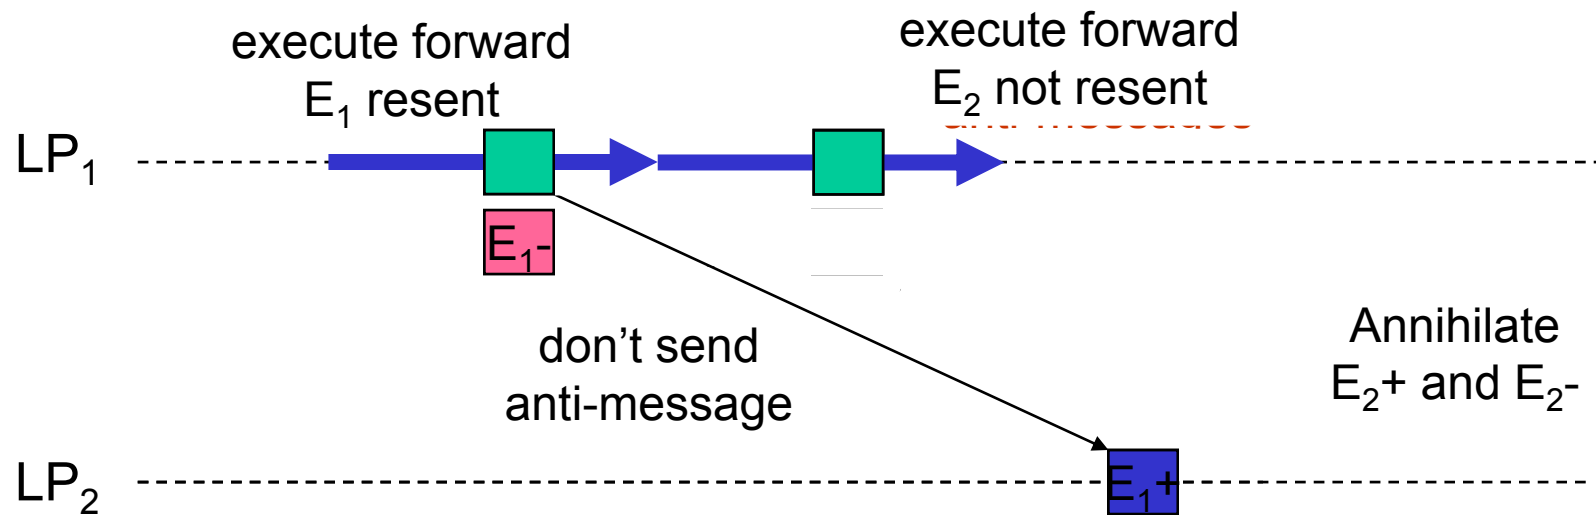 execute forward
E₁ resent
execute forward
E₂ not resent
LP₁
E₁-
don't send
anti-message
Annihilate
E₂+ and E₂-
LP₂
E₁+